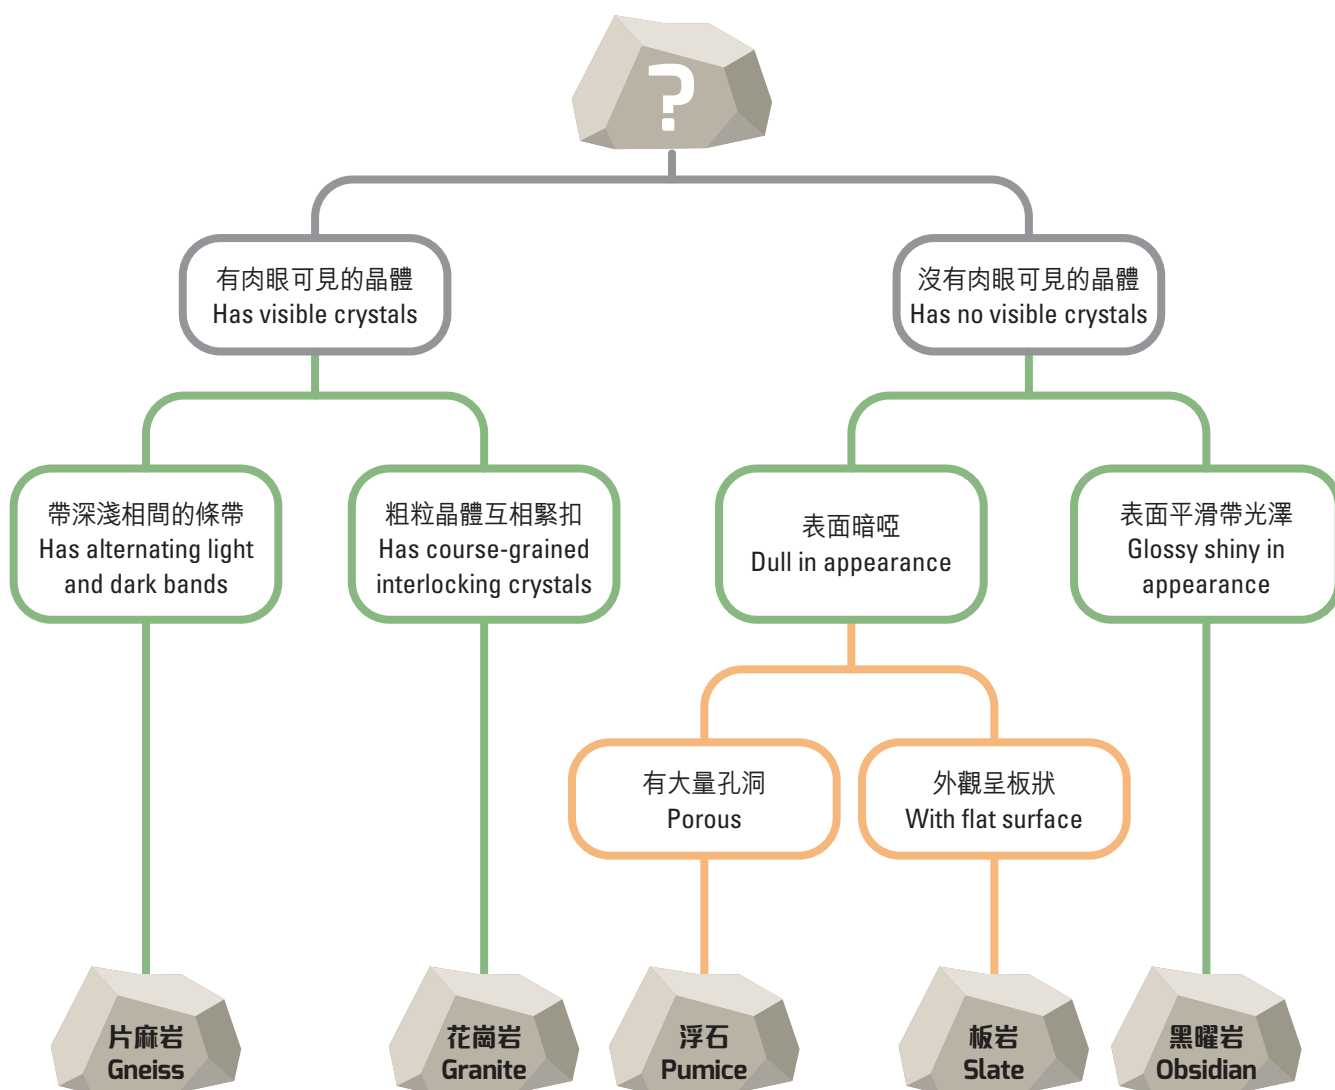 ?
有肉眼可見的晶體
Has visible crystals
沒有肉眼可見的晶體
Has no visible crystals
帶深淺相間的條帶
Has alternating light
and dark bands
粗粒晶體互相緊扣
Has course-grained
interlocking crystals
表面暗啞
Dull in appearance
表面平滑帶光澤
Glossy shiny in
appearance
有大量孔洞
Porous
外觀呈板狀
With flat surface
片麻岩
Gneiss
花崗岩
Granite
浮石
Pumice
板岩
Slate
黑曜岩
Obsidian